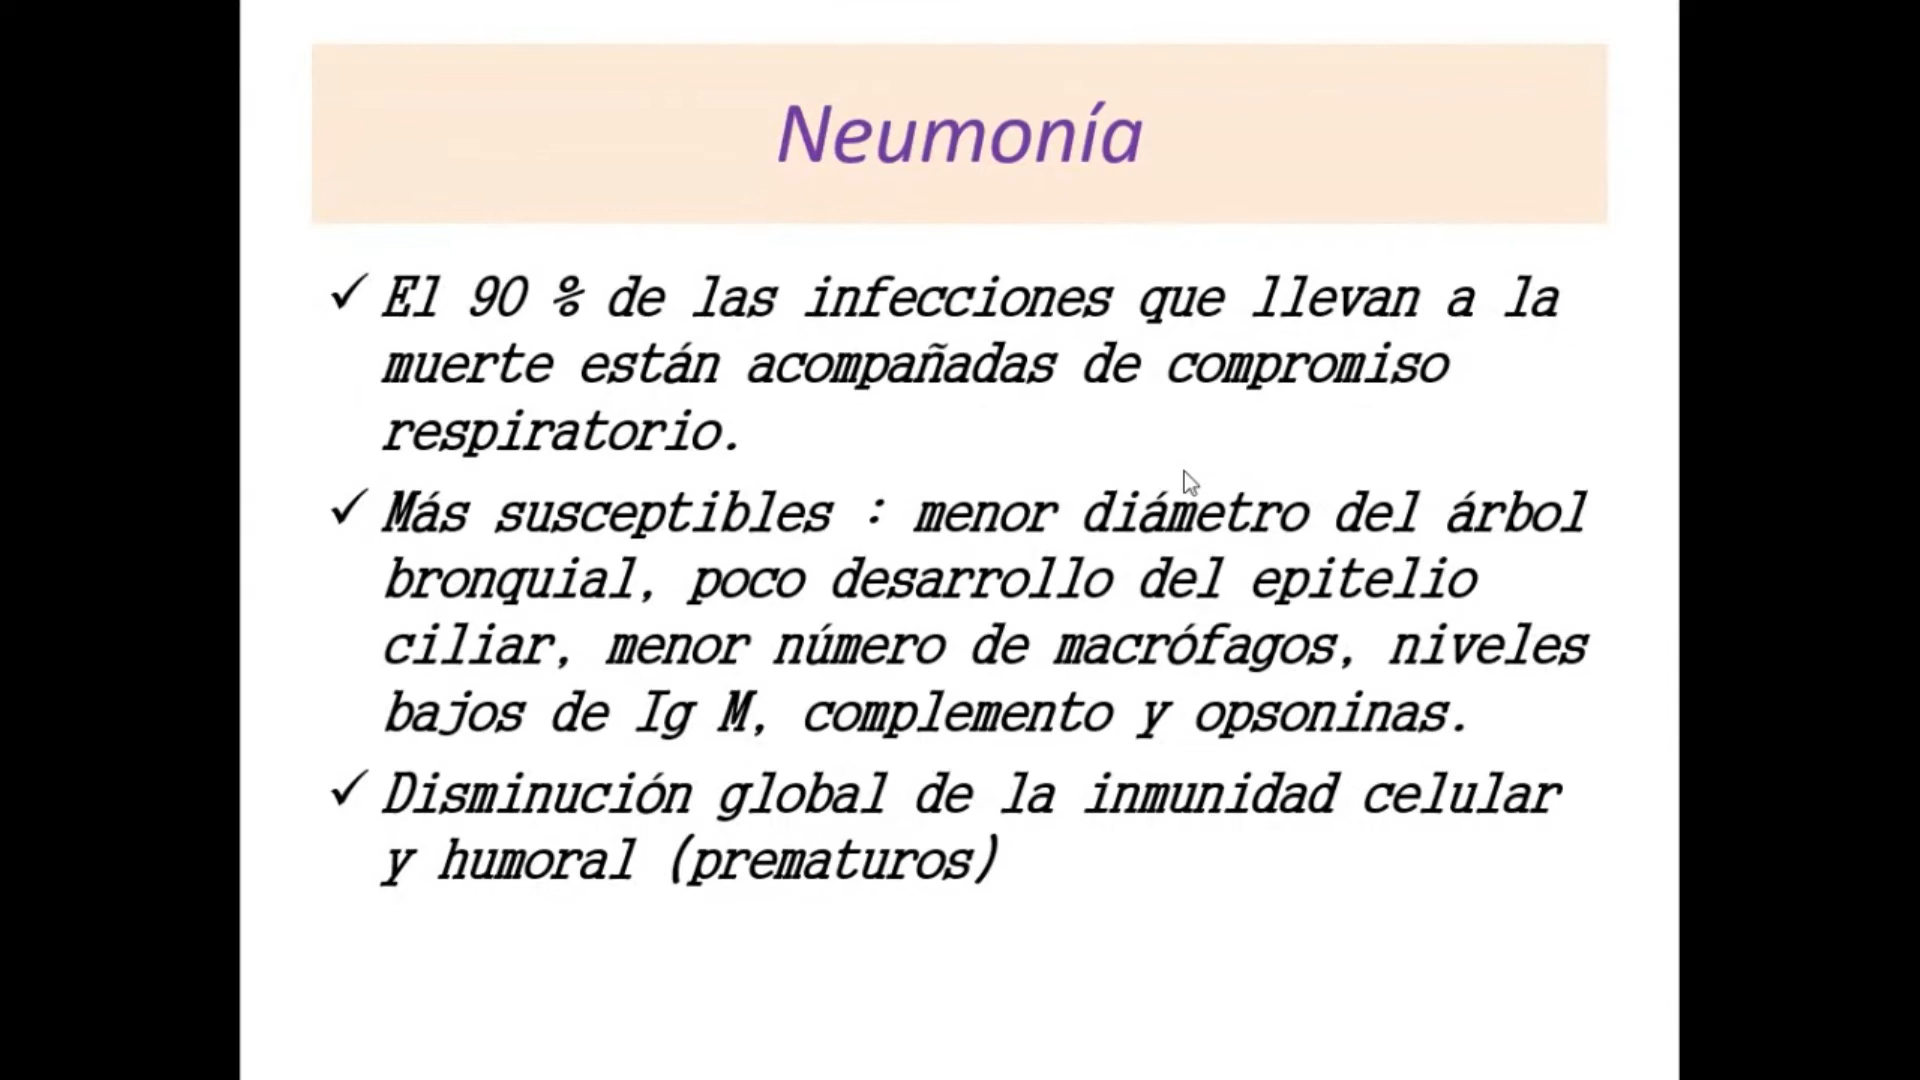 Neumonía
✓ El 90 % de las infecciones que llevan a la
muerte están acompañadas de compromiso
respiratorio.
✓ Más susceptibles : menor diámetro del árbol
bronquial, poco desarrollo del epitelio
ciliar, menor número de macrófagos, niveles
bajos de Ig M, complemento y opsoninas.
✓ Disminución global de la inmunidad celular
y humoral (prematuros)